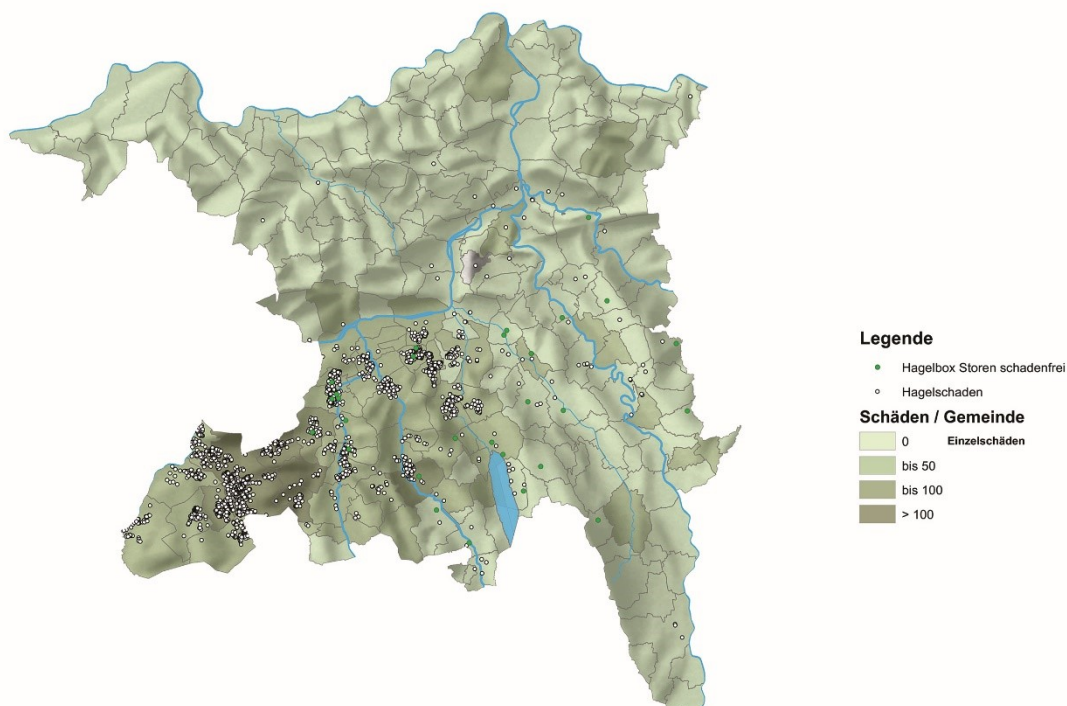 Legende
Hagelbox Storen schadenfrei
Hagelschaden
Schäden / Gemeinde
0 Einzelschäden
bis 50
bis 100
> 100